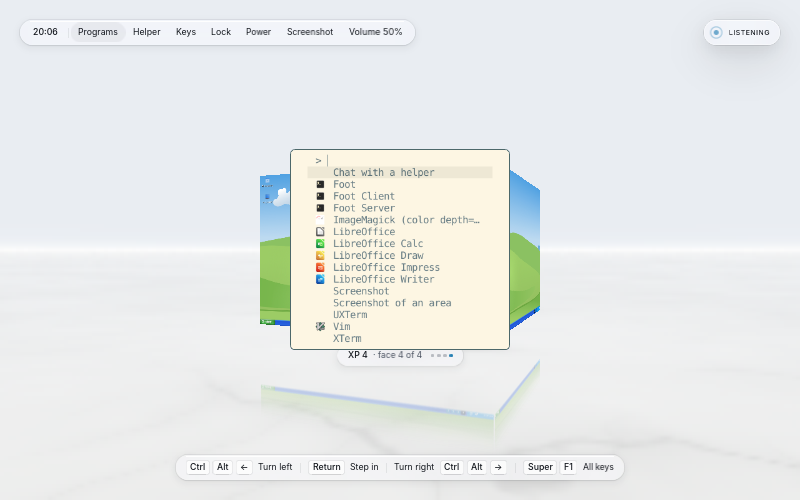 20:06 Programs Helper Keys Lock Power Screenshot Volume 50%
LISTENING
>
Chat with a helper
Foot
Foot Client
Foot Server
ImageMagick (color depth=…
LibreOffice
LibreOffice Calc
LibreOffice Draw
LibreOffice Impress
LibreOffice Writer
Screenshot
Screenshot of an area
UXTerm
Vim
XTerm
XP 4 · face 4 of 4
Ctrl Alt ← Turn left Return Step in Turn right Ctrl Alt → Super F1 All keys